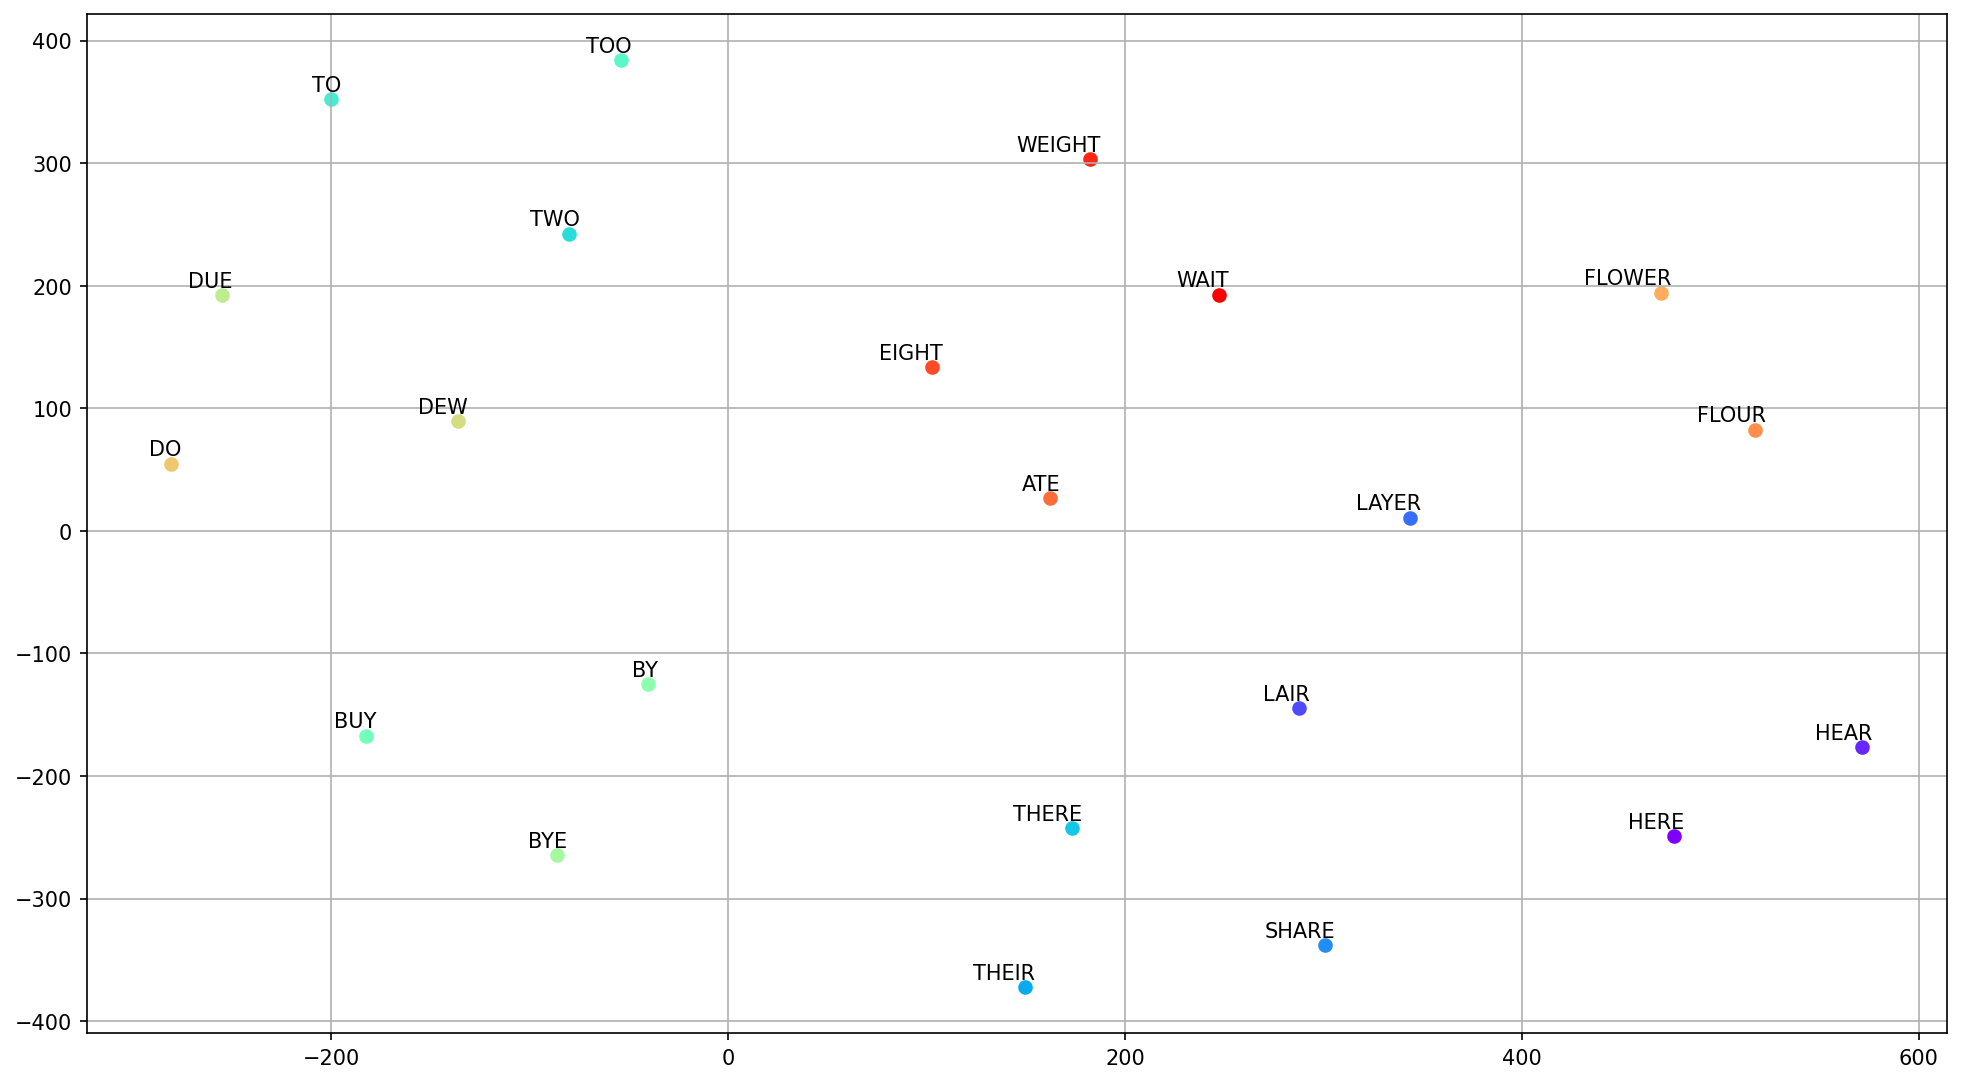 400
TOO
TO
WEIGHT
300
TWO
DUE
WAIT
FLOWER
200
EIGHT
DEW
FLOUR
100
DO
ATE
LAYER
0
−100
BY
LAIR
BUY
HEAR
−200
THERE
HERE
BYE
−300
SHARE
THEIR
−400
−200 0 200 400 600